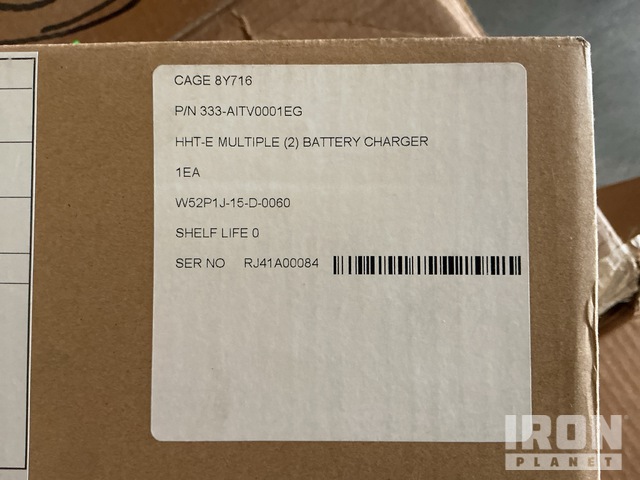 CAGE 8Y716
P/N 333-AITV0001EG
HHT-E MULTIPLE (2) BATTERY CHARGER
1EA
W52P1J-15-D-0060
SHELF LIFE 0
SER NO RJ41A00084
IRON
PLANET